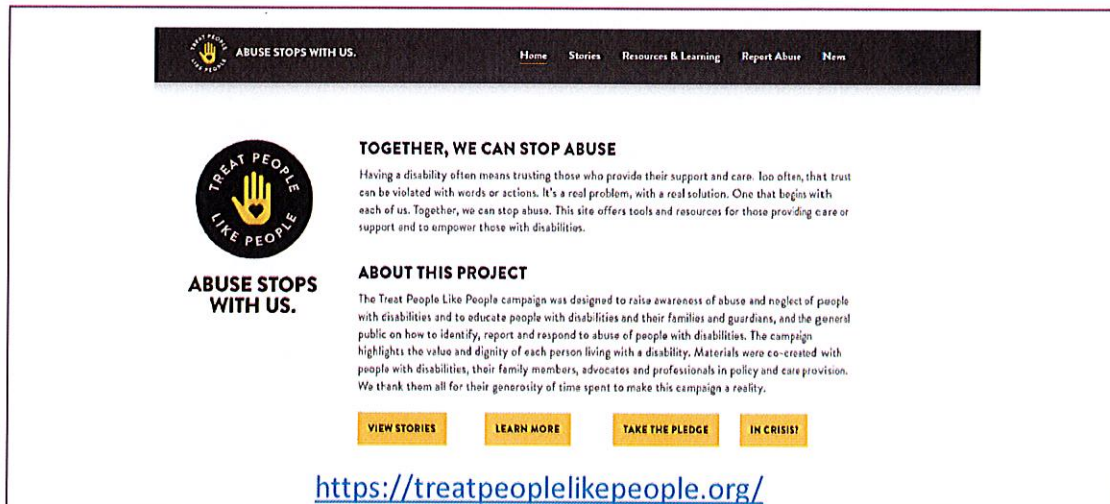 TREAT PEOPLE
LIKE PEOPLE
ABUSE STOPS WITH US.
Home Stories Resources & Learning Report Abuse News
TREAT PEOPLE
LIKE PEOPLE
ABUSE STOPS
WITH US.
TOGETHER, WE CAN STOP ABUSE
Having a disability often means trusting those who provide their support and care. Too often, that trust
can be violated with words or actions. It's a real problem, with a real solution. One that begins with
each of us. Together, we can stop abuse. This site offers tools and resources for those providing care or
support and to empower those with disabilities.
ABOUT THIS PROJECT
The Treat People Like People campaign was designed to raise awareness of abuse and neglect of people
with disabilities and to educate people with disabilities and their families and guardians, and the general
public on how to identify, report and respond to abuse of people with disabilities. The campaign
highlights the value and dignity of each person living with a disability. Materials were co-created with
people with disabilities, their family members, advocates and professionals in policy and care provision.
We thank them all for their generosity of time spent to make this campaign a reality.
VIEW STORIES LEARN MORE TAKE THE PLEDGE IN CRISIS?
https://treatpeoplelikepeople.org/